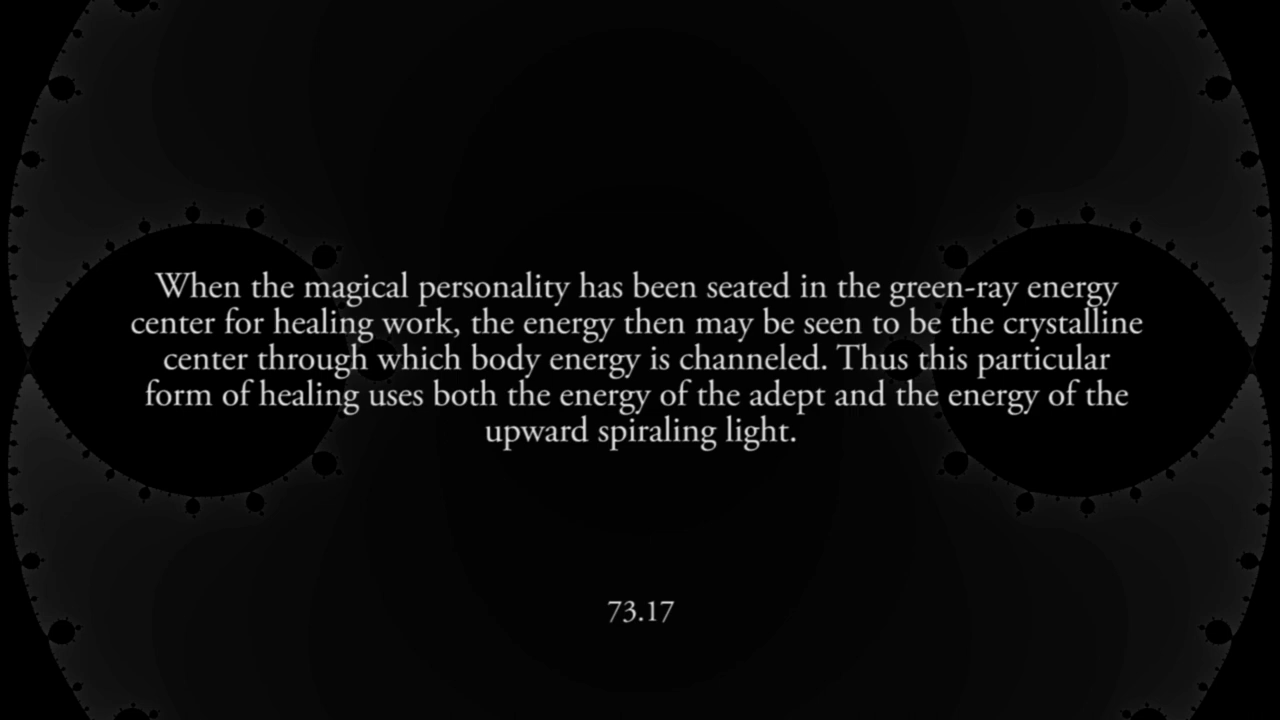 When the magical personality has been seated in the green-ray energy
center for healing work, the energy then may be seen to be the crystalline
center through which body energy is channeled. Thus this particular
form of healing uses both the energy of the adept and the energy of the
upward spiraling light.
73.17